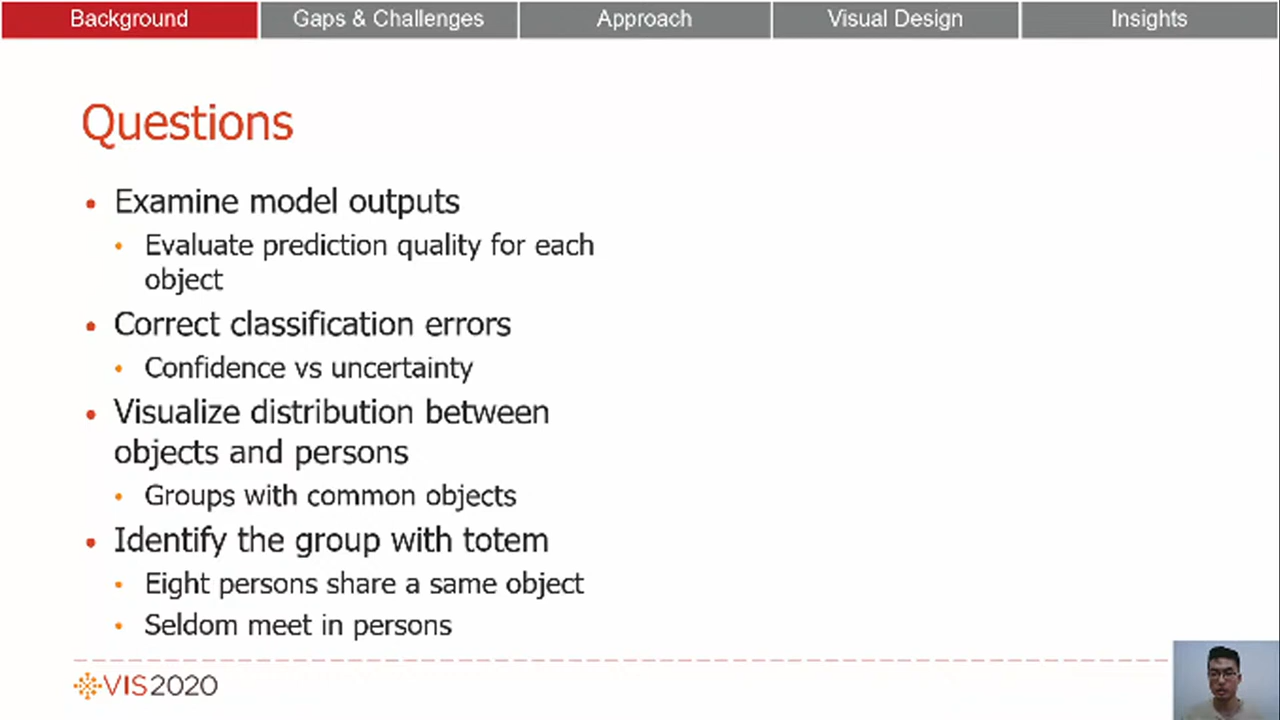 Background
Gaps & Challenges
Approach
Visual Design
Insights
Questions
Examine model outputs
Evaluate prediction quality for each
object
Correct classification errors
Confidence vs uncertainty
Visualize distribution between
objects and persons
Groups with common objects
Identify the group with totem
Eight persons share a same object
Seldom meet in persons
VIS2020